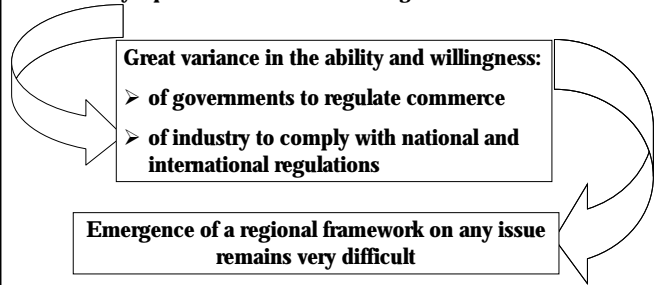 Great variance in the ability and willingness:
➢ of governments to regulate commerce
➢ of industry to comply with national and
international regulations
Emergence of a regional framework on any issue
remains very difficult